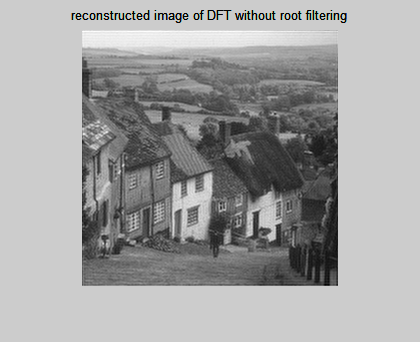 reconstructed image of DFT without root filtering